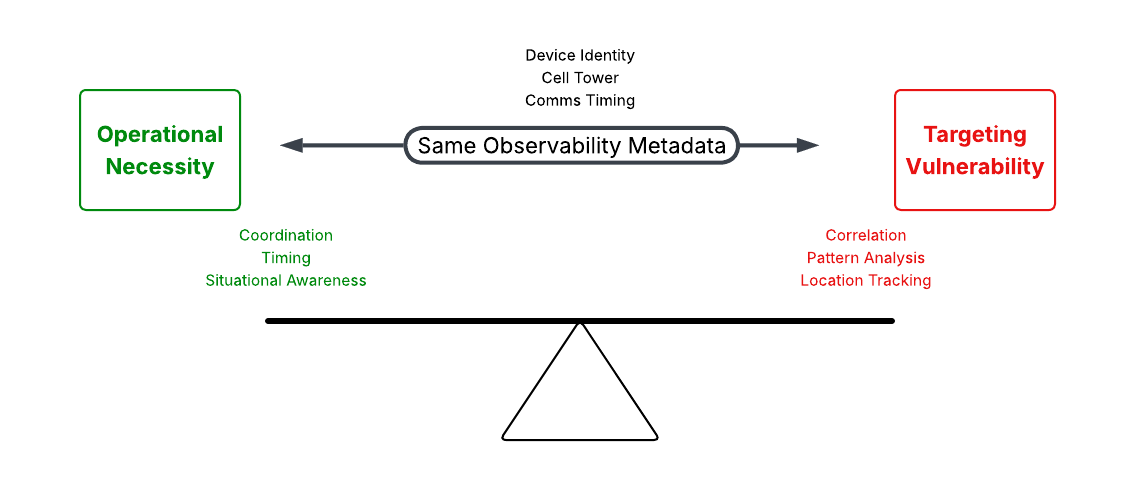 Device Identity
Cell Tower
Comms Timing
Operational
Necessity
Same Observability Metadata
Targeting
Vulnerability
Coordination
Timing
Situational Awareness
Correlation
Pattern Analysis
Location Tracking